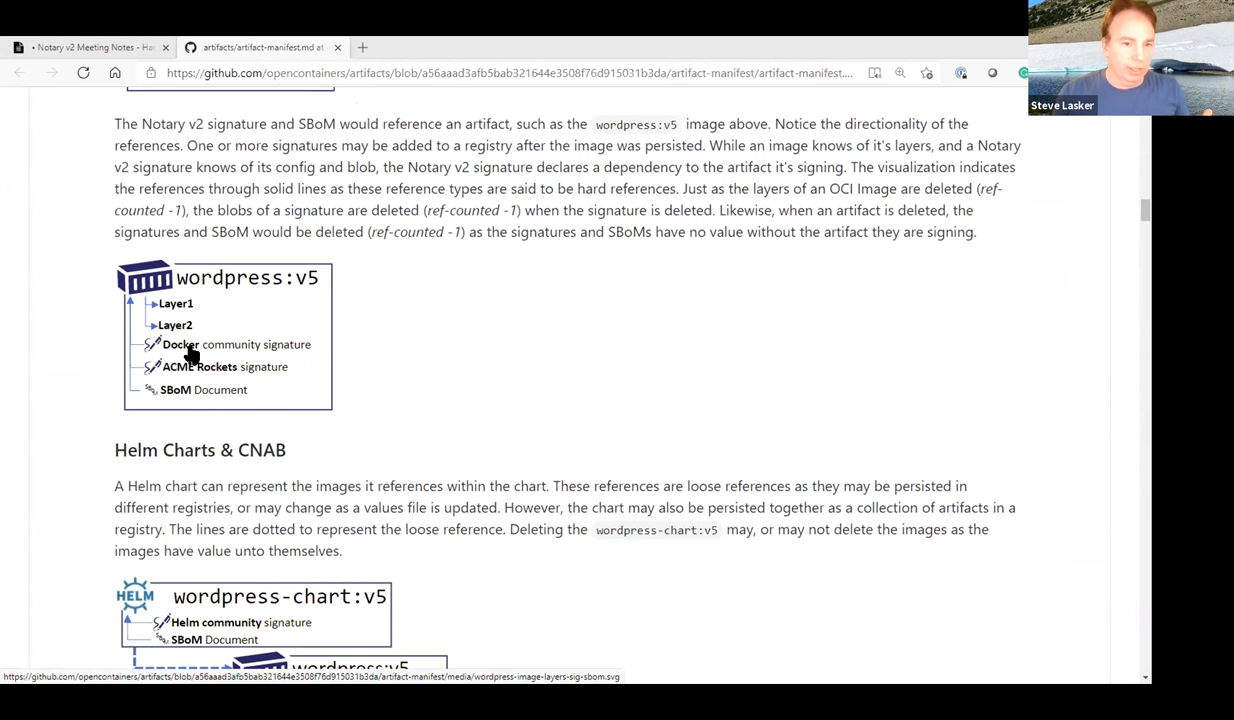 Notary v2 Meeting Notes - Ha
artifacts/artifact-manifest.md at
https://github.com/opencontainers/artifacts/blob/a56aaad3afb5bab321644e3508f76d915031b3da/artifact-manifest/artifact-manifest....
Steve Lasker
The Notary v2 signature and SBoM would reference an artifact, such as the wordpress:v5 image above. Notice the directionality of the
references. One or more signatures may be added to a registry after the image was persisted. While an image knows of it's layers, and a Notary
v2 signature knows of its config and blob, the Notary v2 signature declares a dependency to the artifact it's signing. The visualization indicates
the references through solid lines as these reference types are said to be hard references. Just as the layers of an OCI Image are deleted (ref-
counted -1), the blobs of a signature are deleted (ref-counted -1) when the signature is deleted. Likewise, when an artifact is deleted, the
signatures and SBoM would be deleted (ref-counted -1) as the signatures and SBoMs have no value without the artifact they are signing.
wordpress:v5
Layer1
Layer2
Docker community signature
ACME Rockets signature
SBoM Document
Helm Charts & CNAB
A Helm chart can represent the images it references within the chart. These references are loose references as they may be persisted in
different registries, or may change as a values file is updated. However, the chart may also be persisted together as a collection of artifacts in a
registry. The lines are dotted to represent the loose reference. Deleting the wordpress-chart:v5 may, or may not delete the images as the
images have value unto themselves.
HELM
wordpress-chart:v5
Helm community signature
SBoM Document
wordpress:v5
https://github.com/opencontainers/artifacts/blob/a56aaad3afb5bab321644e3508f76d915031b3da/artifact-manifest/media/wordpress-image-layers-sig-sbom.svg